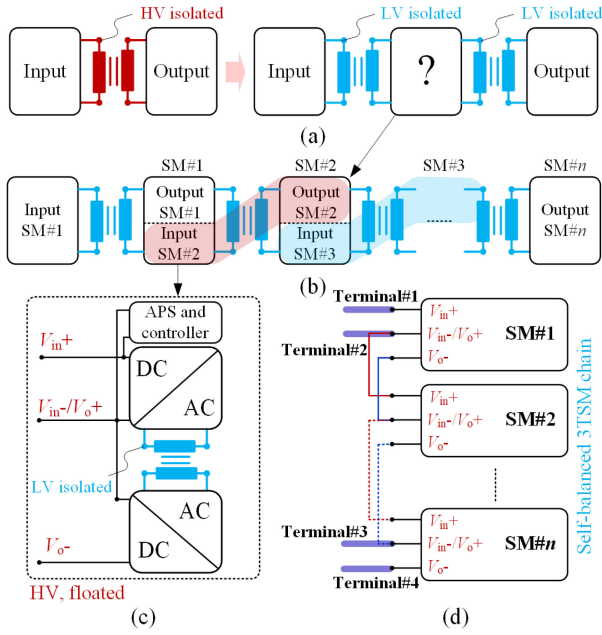 HV isolated
LV isolated
LV isolated
Input
Output
Input
?
Output
(a)
SM#1
SM#2
SM#3
SM#n
Input
SM#1
Output
SM#1
Input
SM#2
Output
SM#2
Input
SM#3
.......
Output
SM#n
(b)
APS and
controller
Vin+
DC
AC
Vin-/Vo+
LV isolated
AC
DC
Vo-
HV, floated
(c)
Terminal#1
Terminal#2
Vin+
Vin-/Vo+
Vo-
SM#1
Vin+
Vin-/Vo+
Vo-
SM#2
Terminal#3
Terminal#4
Vin+
Vin-/Vo+
Vo-
SM#n
Self-balanced 3TSM chain
(d)